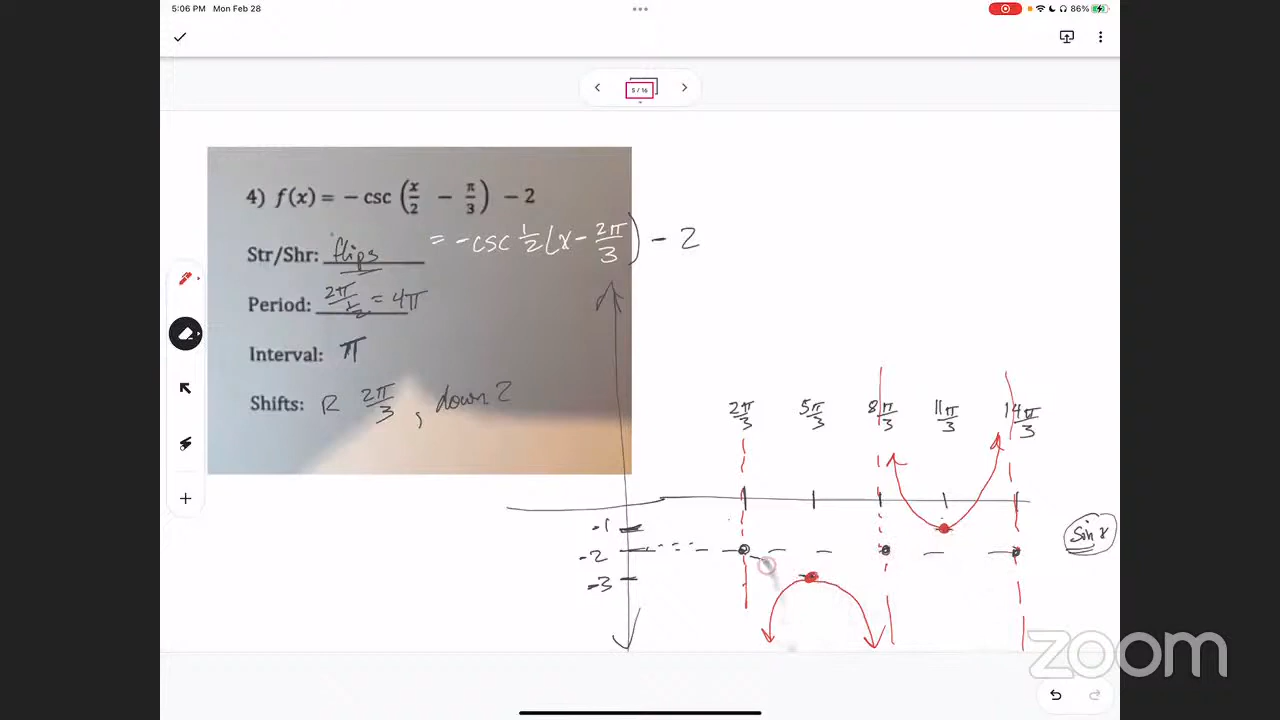 5:06 PM Mon Feb 28
86%
5 / 16
4) f(x) = − csc (x/2 − π/3) − 2
= -csc 1/2 (x - 2π/3) - 2
Str/Shr: flips
Period: 2π/(1/2) = 4π
Interval: π
Shifts: R 2π/3, down 2
2π/3 5π/3 8π/3 11π/3 14π/3
-1
-2
-3
sin x
zoom